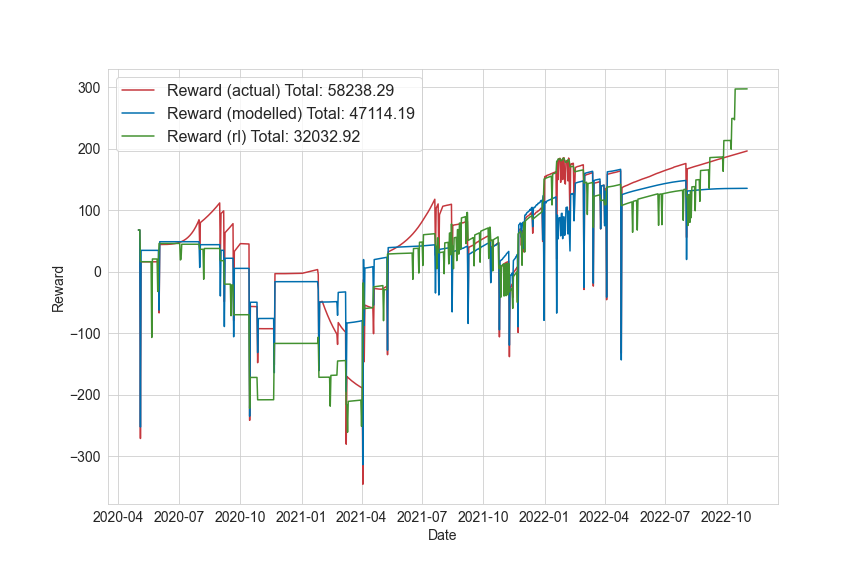 Reward (actual) Total: 58238.29
Reward (modelled) Total: 47114.19
Reward (rl) Total: 32032.92
300
200
100
0
−100
−200
−300
Reward
2020-04 2020-07 2020-10 2021-01 2021-04 2021-07 2021-10 2022-01 2022-04 2022-07 2022-10
Date